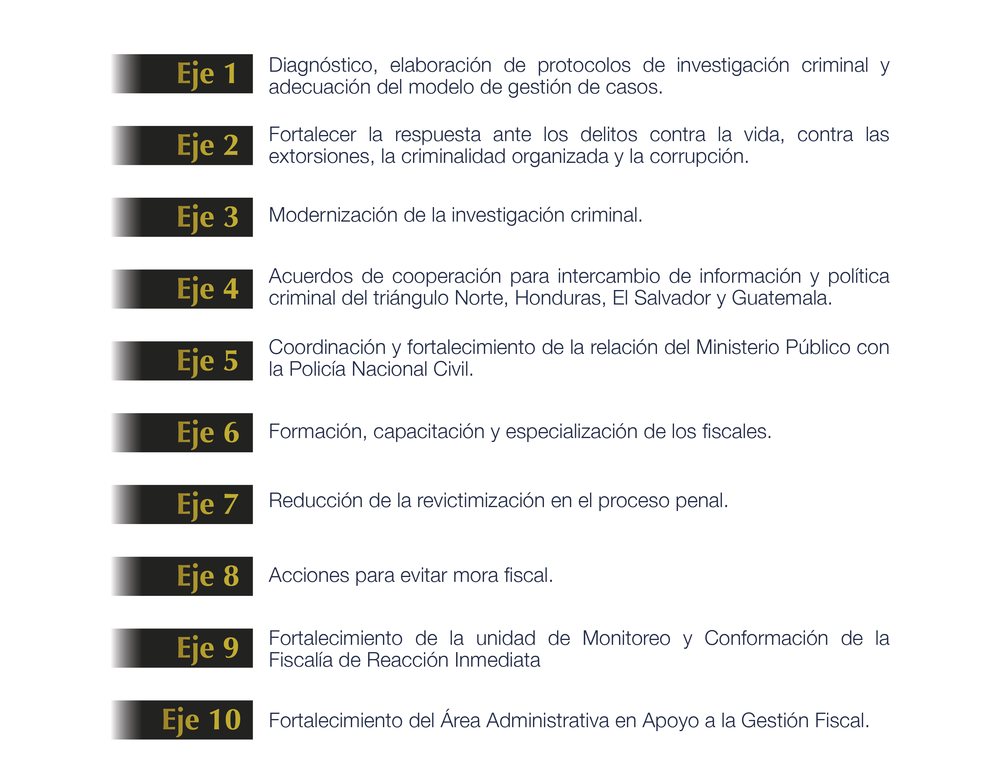 Eje 1
Diagnóstico, elaboración de protocolos de investigación criminal y
adecuación del modelo de gestión de casos.
Eje 2
Fortalecer la respuesta ante los delitos contra la vida, contra las
extorsiones, la criminalidad organizada y la corrupción.
Eje 3
Modernización de la investigación criminal.
Eje 4
Acuerdos de cooperación para intercambio de información y política
criminal del triángulo Norte, Honduras, El Salvador y Guatemala.
Eje 5
Coordinación y fortalecimiento de la relación del Ministerio Público con
la Policía Nacional Civil.
Eje 6
Formación, capacitación y especialización de los fiscales.
Eje 7
Reducción de la revictimización en el proceso penal.
Eje 8
Acciones para evitar mora fiscal.
Eje 9
Fortalecimiento de la unidad de Monitoreo y Conformación de la
Fiscalía de Reacción Inmediata
Eje 10
Fortalecimiento del Área Administrativa en Apoyo a la Gestión Fiscal.